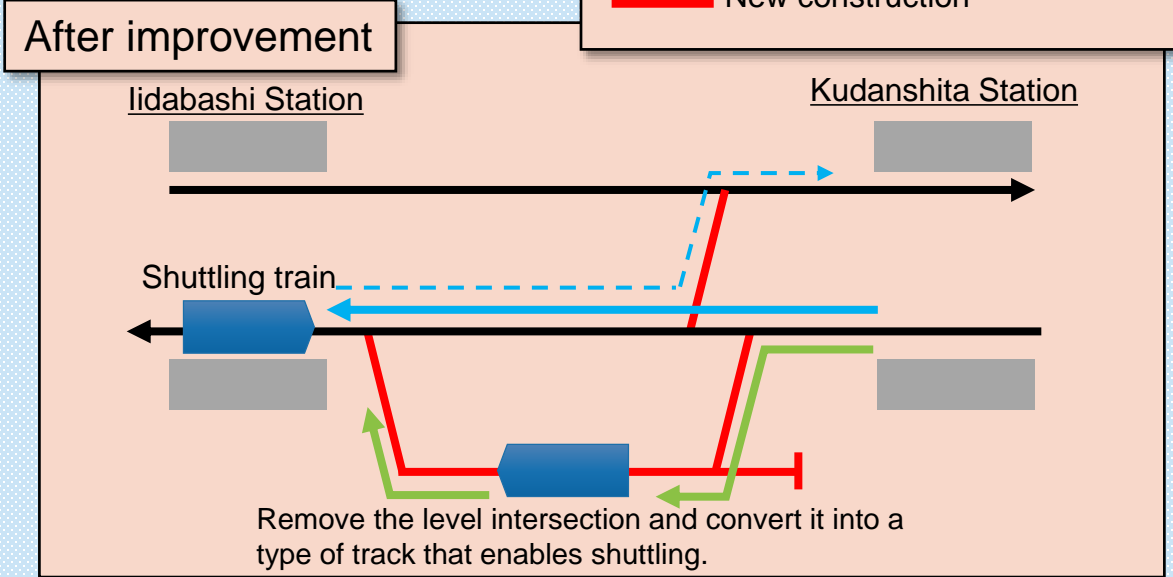 New construction
After improvement
Iidabashi Station
Kudanshita Station
Shuttling train
Remove the level intersection and convert it into a
type of track that enables shuttling.